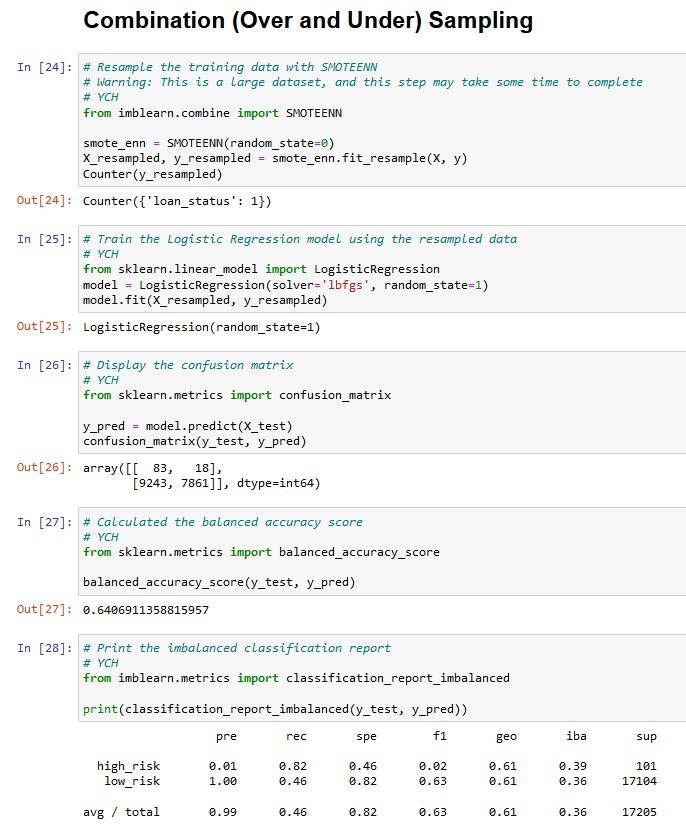 Combination (Over and Under) Sampling
In [24]: # Resample the training data with SMOTEENN
# Warning: This is a large dataset, and this step may take some time to complete
# YCH
from imblearn.combine import SMOTEENN
smote_enn = SMOTEENN(random_state=0)
X_resampled, y_resampled = smote_enn.fit_resample(X, y)
Counter(y_resampled)
Out[24]: Counter({'loan_status': 1})
In [25]: # Train the Logistic Regression model using the resampled data
# YCH
from sklearn.linear_model import LogisticRegression
model = LogisticRegression(solver='lbfgs', random_state=1)
model.fit(X_resampled, y_resampled)
Out[25]: LogisticRegression(random_state=1)
In [26]: # Display the confusion matrix
# YCH
from sklearn.metrics import confusion_matrix
y_pred = model.predict(X_test)
confusion_matrix(y_test, y_pred)
Out[26]: array([[  83,   18],
[9243, 7861]], dtype=int64)
In [27]: # Calculated the balanced accuracy score
# YCH
from sklearn.metrics import balanced_accuracy_score
balanced_accuracy_score(y_test, y_pred)
Out[27]: 0.6406911358815957
In [28]: # Print the imbalanced classification report
# YCH
from imblearn.metrics import classification_report_imbalanced
print(classification_report_imbalanced(y_test, y_pred))
pre rec spe f1 geo iba sup
high_risk 0.01 0.82 0.46 0.02 0.61 0.39 101
low_risk 1.00 0.46 0.82 0.63 0.61 0.36 17104
avg / total 0.99 0.46 0.82 0.63 0.61 0.36 17205